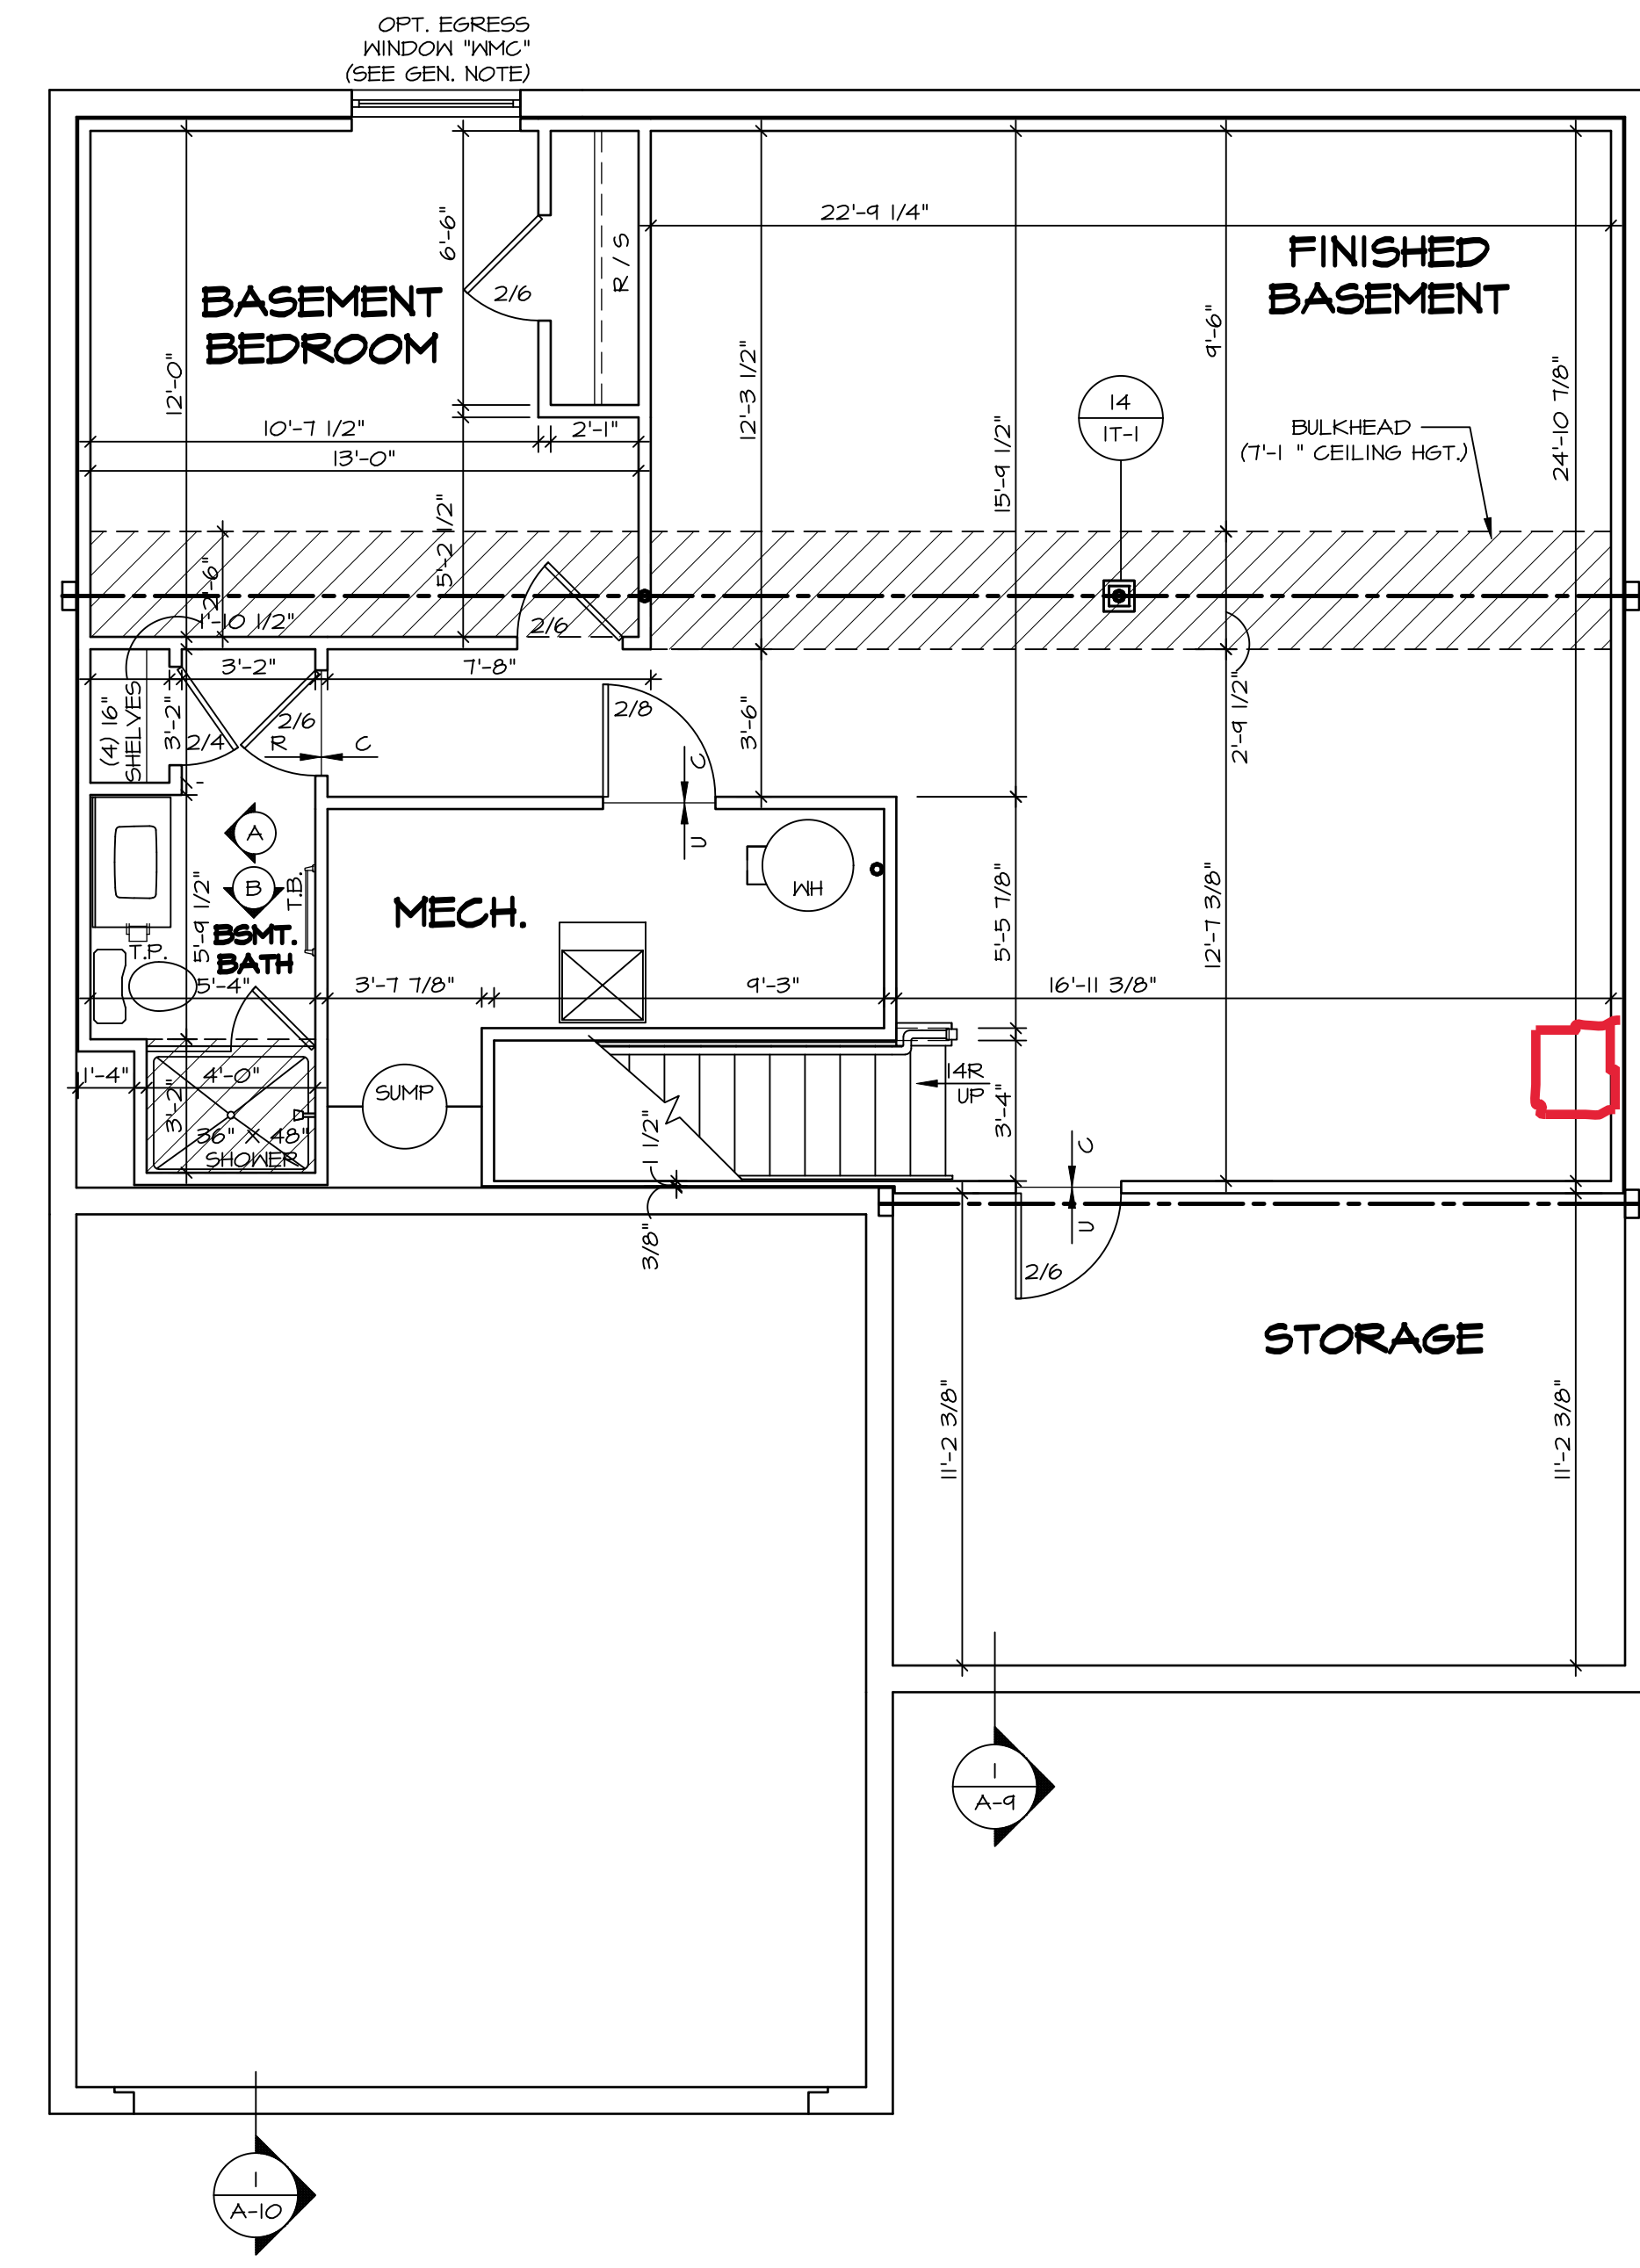 OPT. EGRESS
WINDOW "WMC"
(SEE GEN. NOTE)
22'-9 1/4"
6'-6"
R / S
FINISHED
BASEMENT
2/6
BASEMENT
BEDROOM
9'-6"
12'-0"
12'-3 1/2"
24'-10 7/8"
14
1T-1
10'-7 1/2"
2'-1"
BULKHEAD
(7'-1 " CEILING HGT.)
13'-0"
15'-9 1/2"
5'-2 1/2"
2'-6"
1'-10 1/2"
2/6
3'-2"
7'-8"
(4) 16"
SHELVES
3'-2"
2/4
2/6
R
C
2/8
3'-6"
2'-9 1/2"
C
U
A
B
T.B.
WH
5'-9 1/2"
BSMT.
BATH
MECH.
5'-5 7/8"
12'-7 3/8"
T.P.
5'-4"
3'-7 7/8"
9'-3"
16'-11 3/8"
1'-4"
4'-0"
3'-2"
SUMP
14R
UP
3'-4"
36" X 48"
SHOWER
1 1/2"
C
U
3/8"
2/6
STORAGE
11'-2 3/8"
11'-2 3/8"
1
A-9
1
A-10